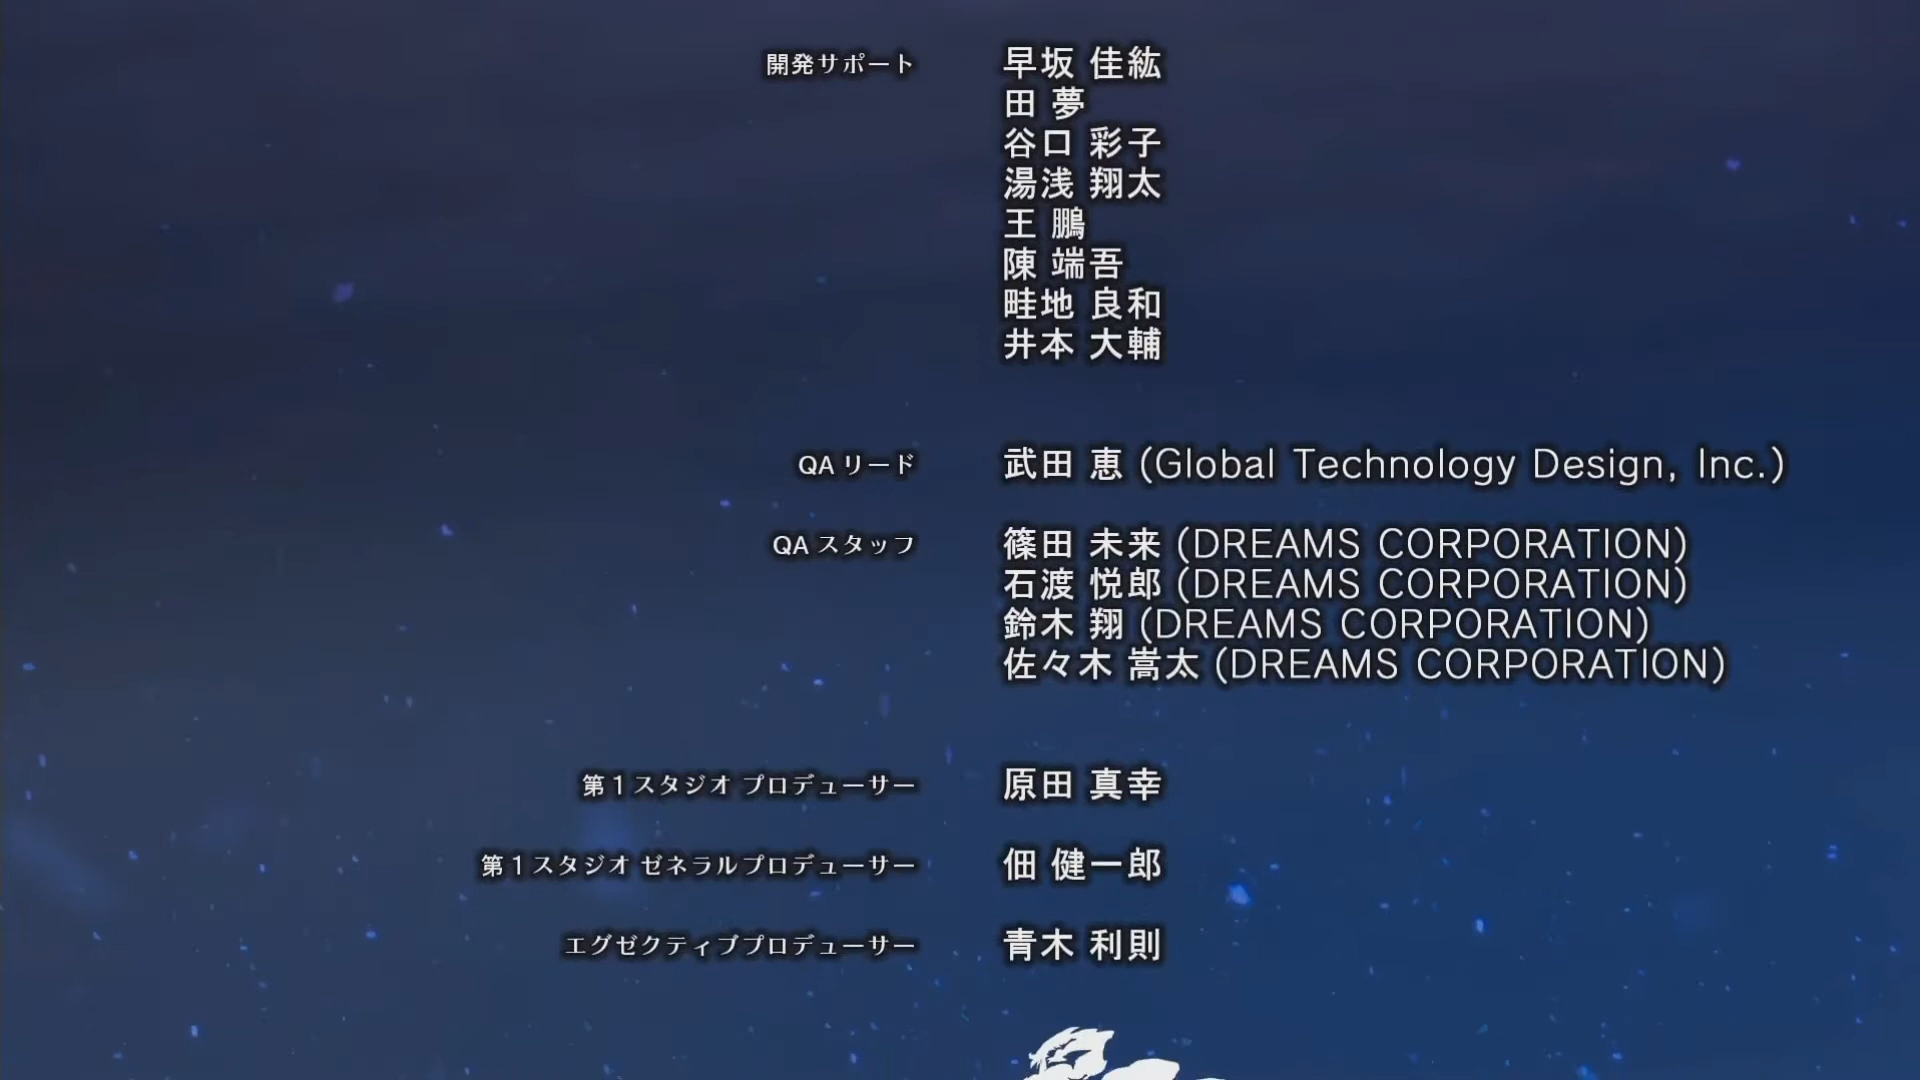 開発サポート 早坂 佳紘
田 夢
谷口 彩子
湯浅 翔太
王 鵬
陳 端吾
畦地 良和
井本 大輔
QA リード 武田 恵 (Global Technology Design, Inc.)
QA スタッフ 篠田 未来 (DREAMS CORPORATION)
石渡 悦郎 (DREAMS CORPORATION)
鈴木 翔 (DREAMS CORPORATION)
佐々木 嵩太 (DREAMS CORPORATION)
第1スタジオ プロデューサー 原田 真幸
第1スタジオ ゼネラルプロデューサー 佃 健一郎
エグゼクティブプロデューサー 青木 利則